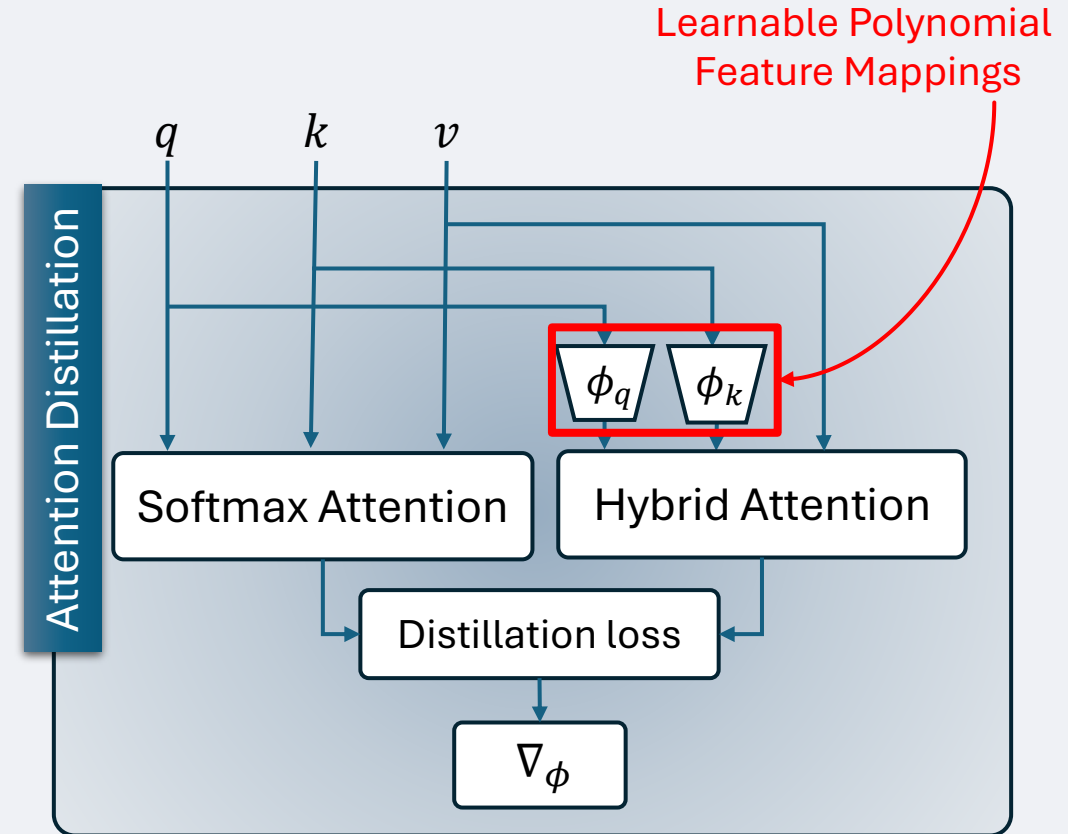 Learnable Polynomial
Feature Mappings
q
k
v
Attention Distillation
ϕq
ϕk
Softmax Attention
Hybrid Attention
Distillation loss
∇ϕ